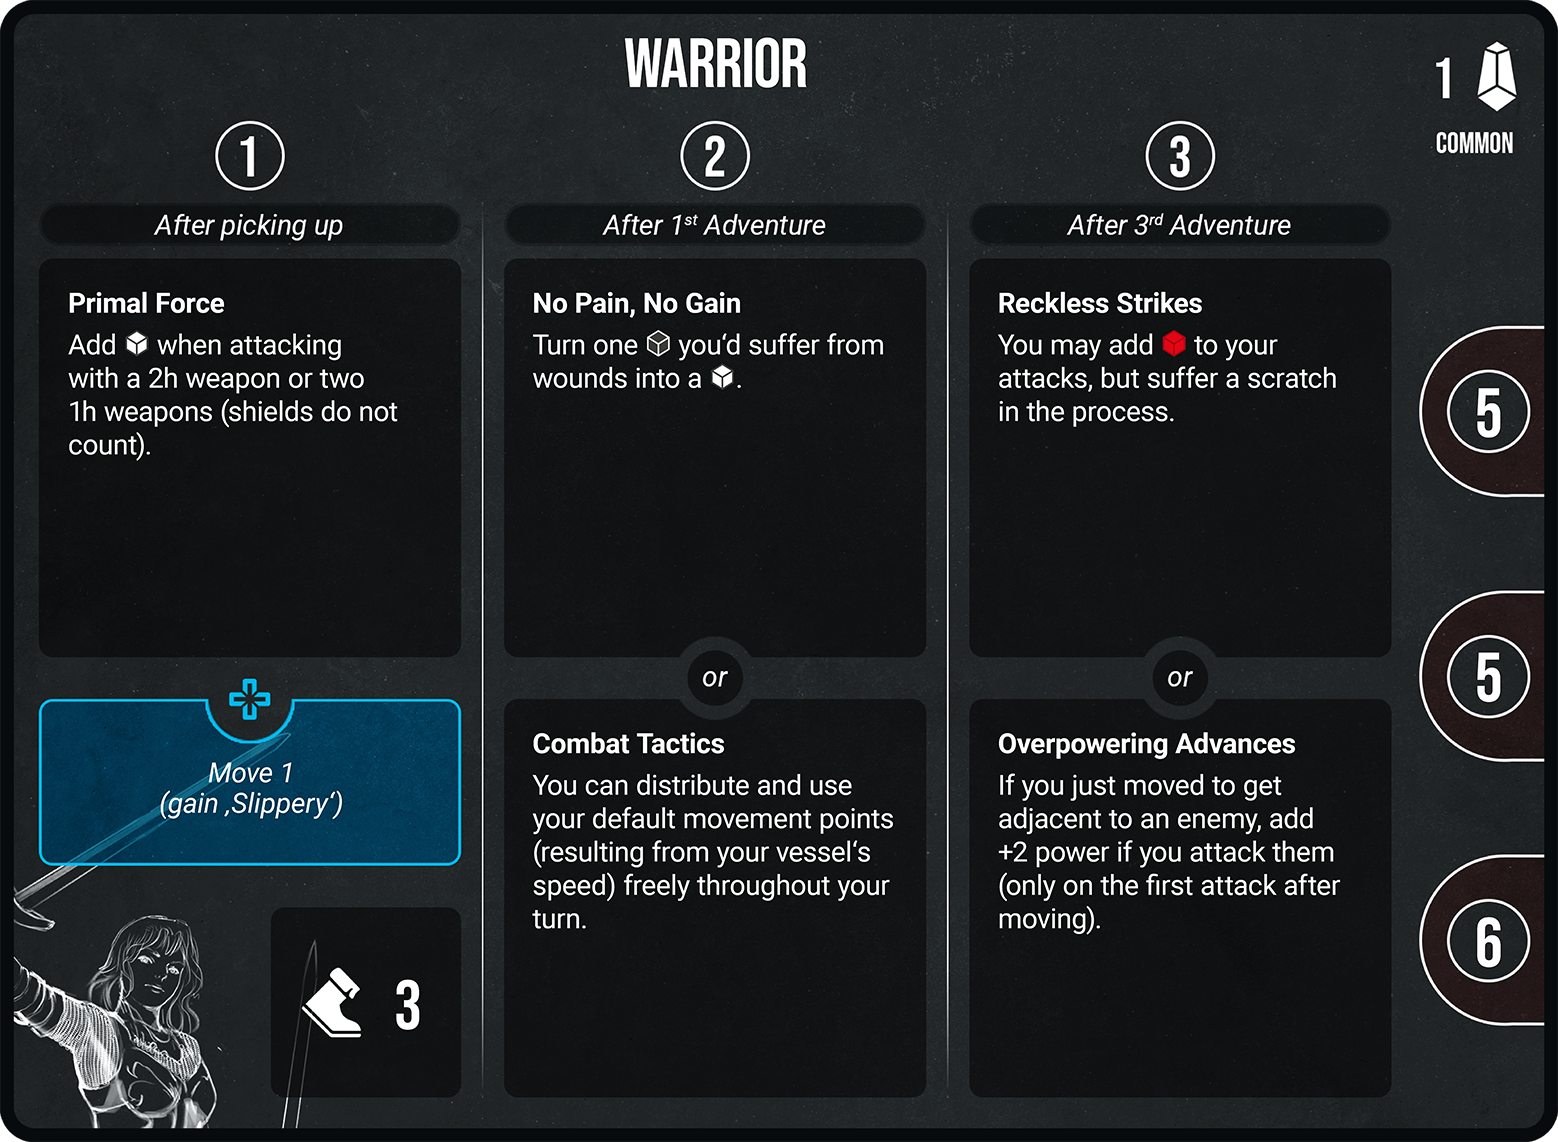 WARRIOR
1
COMMON
1
After picking up
Primal Force
Add when attacking
with a 2h weapon or two
1h weapons (shields do not
count).
Move 1
(gain ‚Slippery‘)
3
2
After 1st Adventure
No Pain, No Gain
Turn one you‘d suffer from
wounds into a .
or
Combat Tactics
You can distribute and use
your default movement points
(resulting from your vessel‘s
speed) freely throughout your
turn.
3
After 3rd Adventure
Reckless Strikes
You may add to your
attacks, but suffer a scratch
in the process.
or
Overpowering Advances
If you just moved to get
adjacent to an enemy, add
+2 power if you attack them
(only on the first attack after
moving).
5
5
6